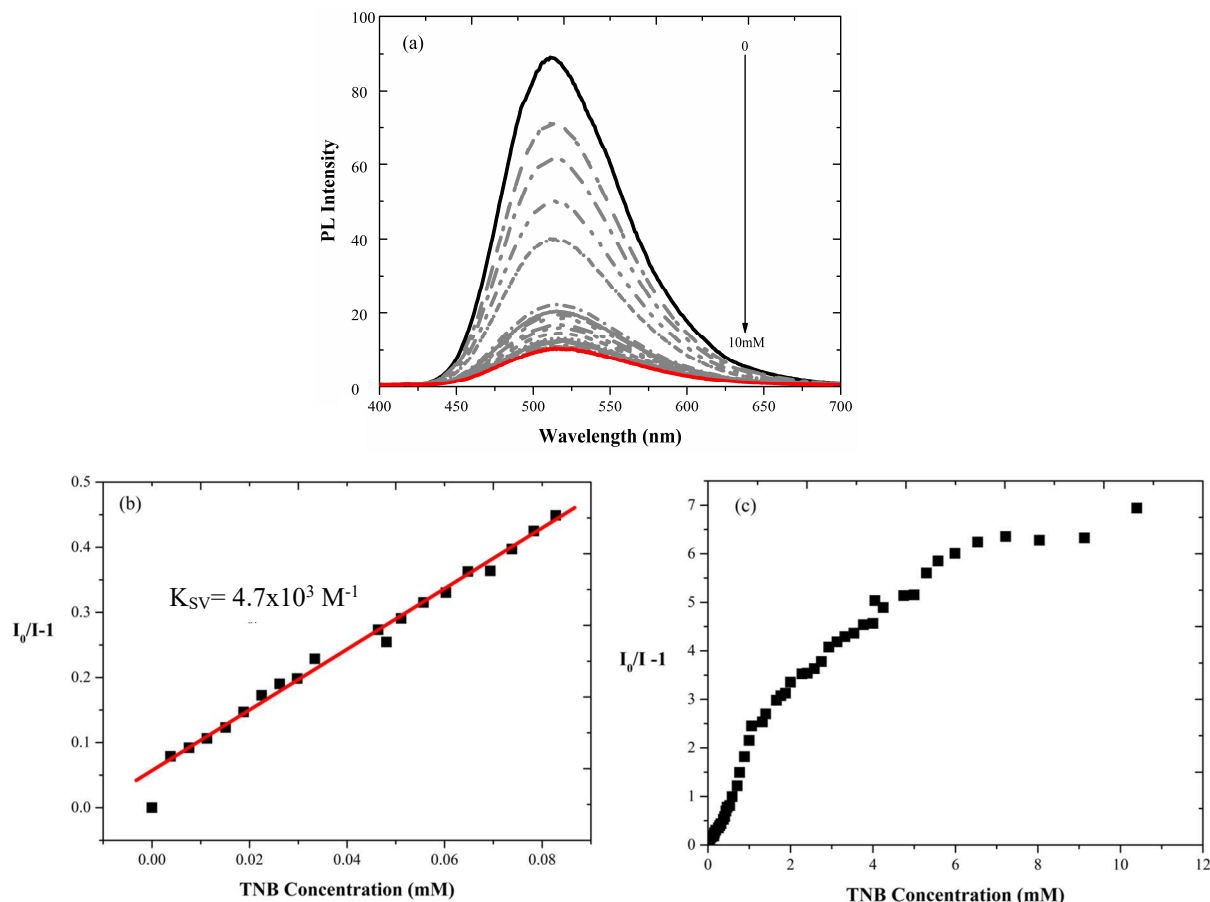 (a)
100
80
60
40
20
0
PL Intensity
0
10mM
400 450 500 550 600 650 700
Wavelength (nm)
(b)
0.5
0.4
0.3
0.2
0.1
0.0
I₀/I-1
K_SV= 4.7x10³ M⁻¹
0.00 0.02 0.04 0.06 0.08
TNB Concentration (mM)
(c)
7
6
5
4
3
2
1
0
I₀/I -1
0 2 4 6 8 10 12
TNB Concentration (mM)